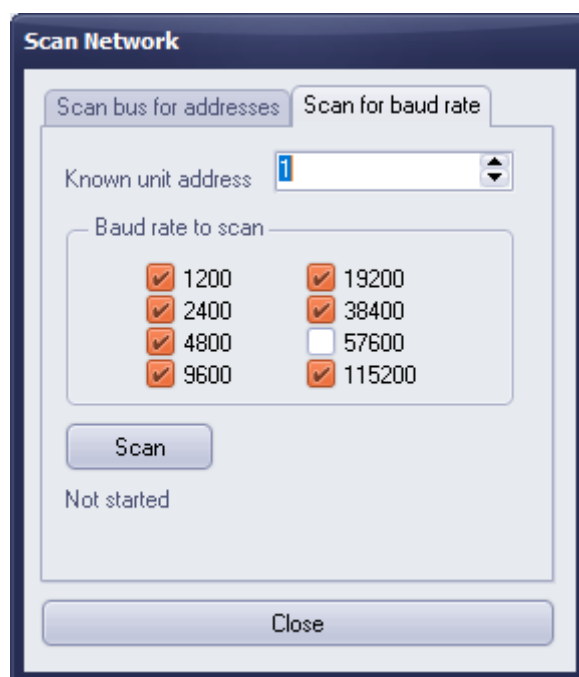 Scan Network
Scan bus for addresses Scan for baud rate
Known unit address 1
Baud rate to scan
1200 19200
2400 38400
4800 57600
9600 115200
Scan
Not started
Close